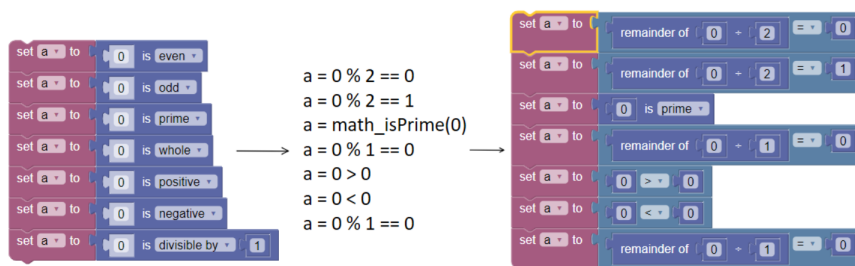 set a to 0 is even
set a to 0 is odd
set a to 0 is prime
set a to 0 is whole
set a to 0 is positive
set a to 0 is negative
set a to 0 is divisible by 1
a = 0 % 2 == 0
a = 0 % 2 == 1
a = math_isPrime(0)
a = 0 % 1 == 0
a = 0 > 0
a = 0 < 0
a = 0 % 1 == 0
set a to remainder of 0 ÷ 2 = 0
set a to remainder of 0 ÷ 2 = 1
set a to 0 is prime
set a to remainder of 0 ÷ 1 = 0
set a to 0 > 0
set a to 0 < 0
set a to remainder of 0 ÷ 1 = 0